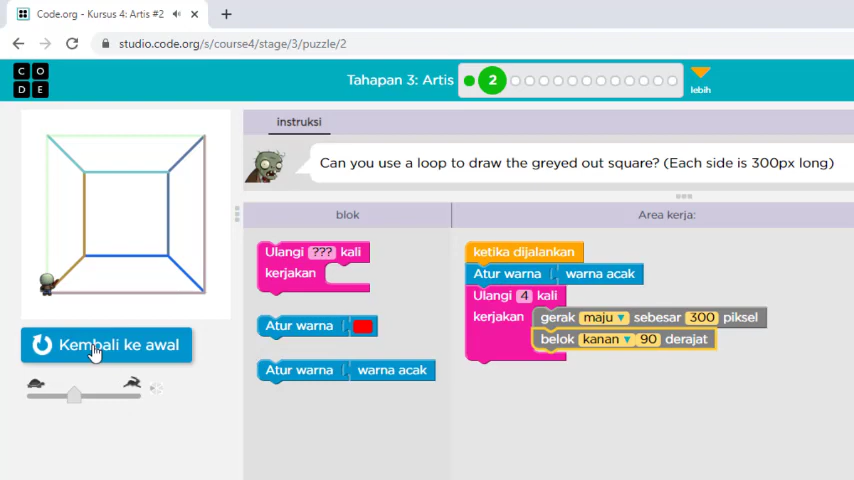 Code.org - Kursus 4: Artis #2
studio.code.org/s/course4/stage/3/puzzle/2
C O
D E
Tahapan 3: Artis
2
lebih
instruksi
Can you use a loop to draw the greyed out square? (Each side is 300px long)
blok
Area kerja:
Ulangi ??? kali
kerjakan
Atur warna
Atur warna warna acak
ketika dijalankan
Atur warna warna acak
Ulangi 4 kali
kerjakan gerak maju sebesar 300 piksel
belok kanan 90 derajat
Kembali ke awal